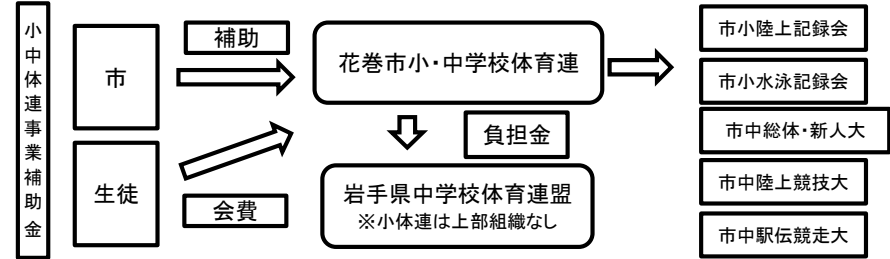 小中体連事業補助金
市
補助
花巻市小・中学校体育連
生徒
会費
負担金
岩手県中学校体育連盟
※小体連は上部組織なし
市小陸上記録会
市小水泳記録会
市中総体・新人大
市中陸上競技大
市中駅伝競走大